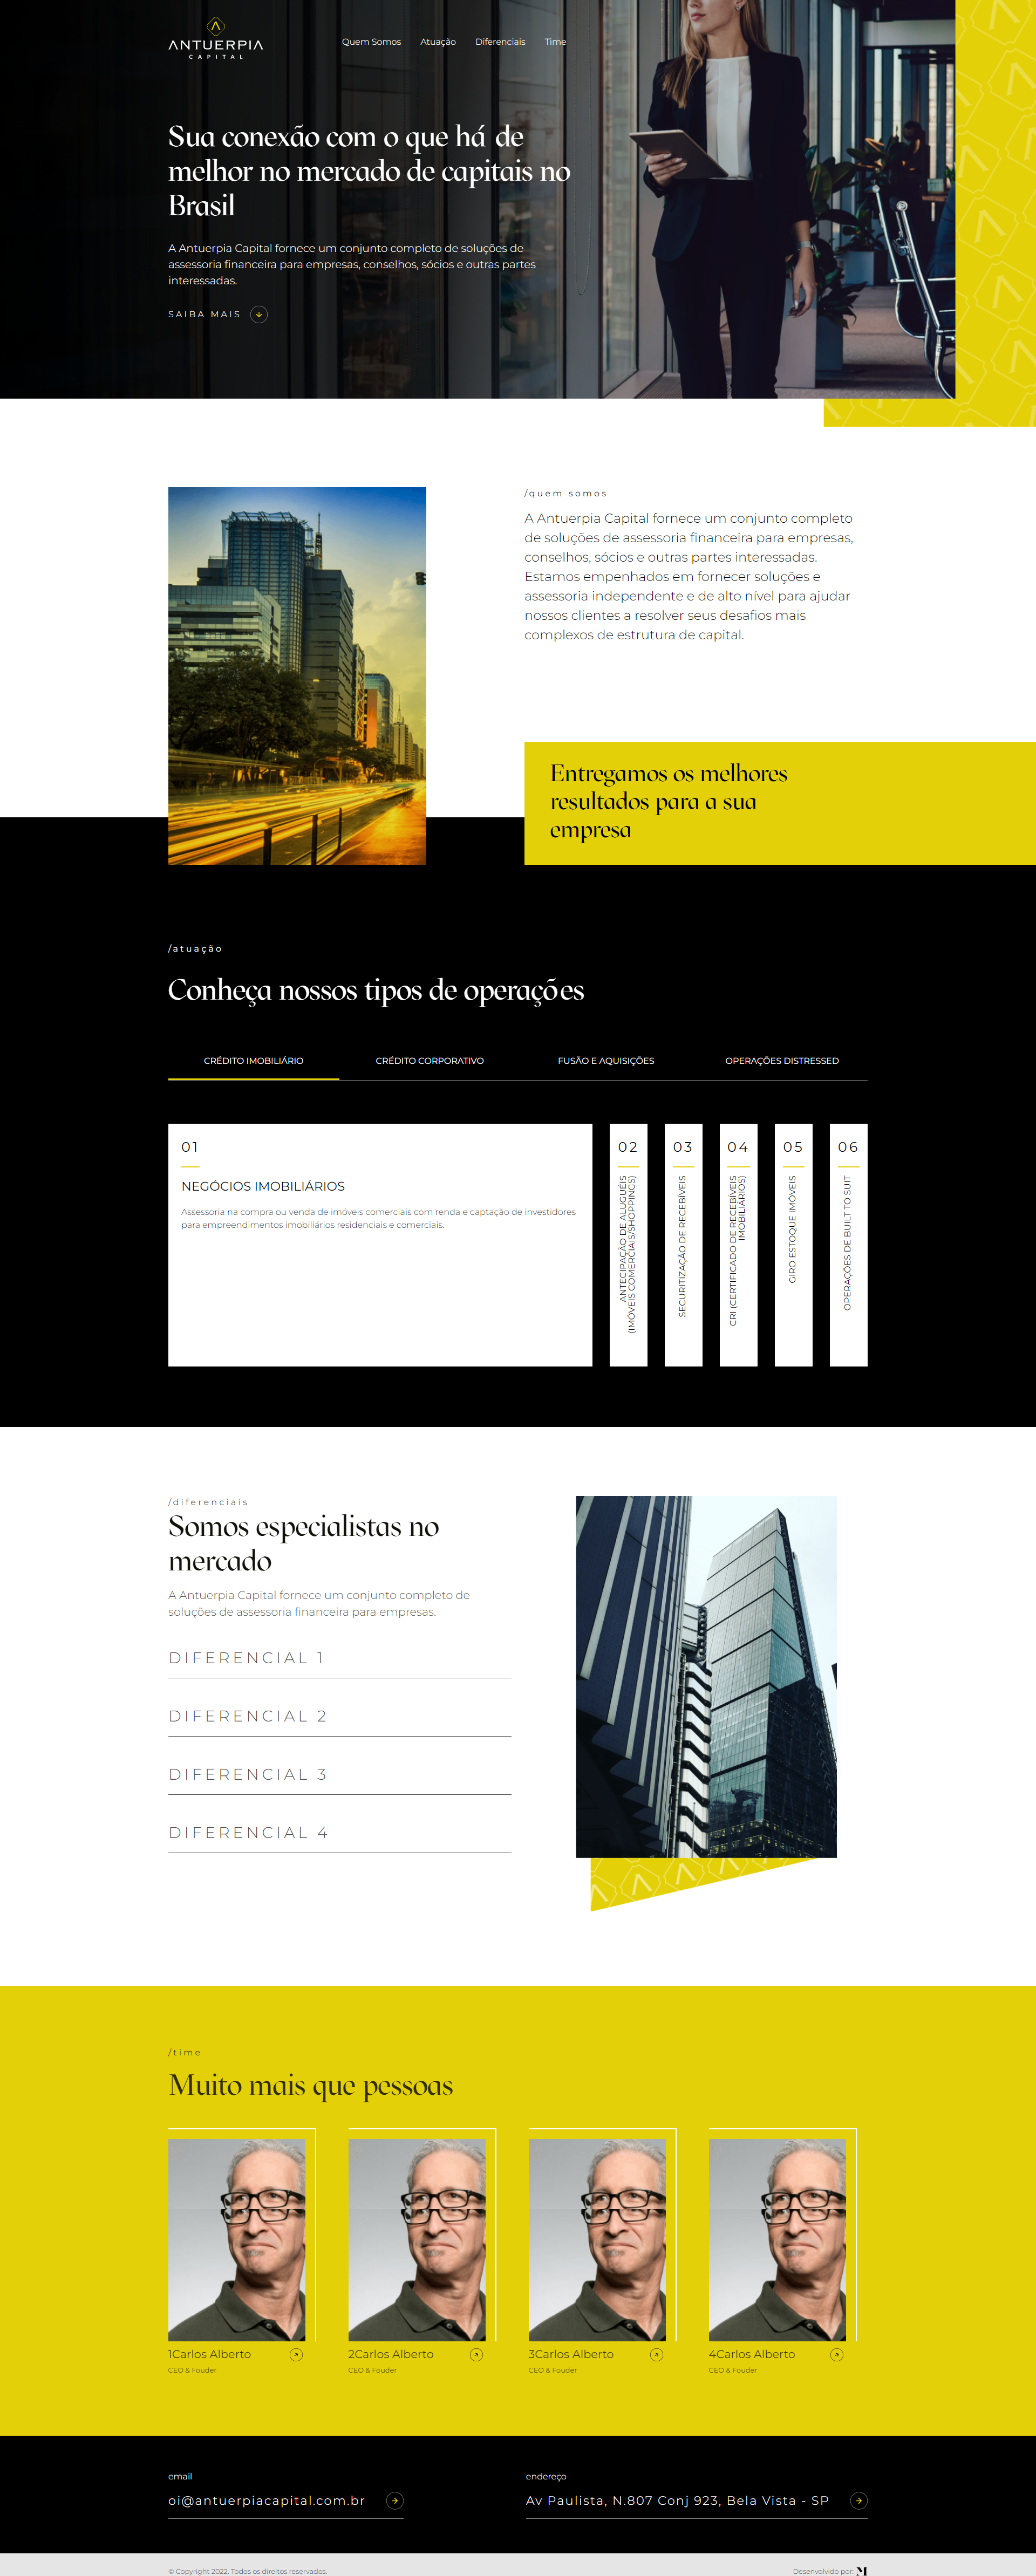 ANTUERPIA
CAPITAL
Quem Somos
Atuação
Diferenciais
Time
Sua conexão com o que há de
melhor no mercado de capitais no
Brasil
A Antuerpia Capital fornece um conjunto completo de soluções de
assessoria financeira para empresas, conselhos, sócios e outras partes
interessadas.
SAIBA MAIS
/quem somos
A Antuerpia Capital fornece um conjunto completo
de soluções de assessoria financeira para empresas,
conselhos, sócios e outras partes interessadas.
Estamos empenhados em fornecer soluções e
assessoria independente e de alto nível para ajudar
nossos clientes a resolver seus desafios mais
complexos de estrutura de capital.
Entregamos os melhores
resultados para a sua
empresa
/atuação
Conheça nossos tipos de operações
CRÉDITO IMOBILIÁRIO
CRÉDITO CORPORATIVO
FUSÃO E AQUISIÇÕES
OPERAÇÕES DISTRESSED
01
NEGÓCIOS IMOBILIÁRIOS
Assessoria na compra ou venda de imóveis comerciais com renda e captação de investidores
para empreendimentos imobiliários residenciais e comerciais.
02
ANTECIPAÇÃO DE ALUGUÉIS
(IMÓVEIS COMERCIAIS/SHOPPINGS)
03
SECURITIZAÇÃO DE RECEBÍVEIS
04
CRI (CERTIFICADO DE RECEBÍVEIS
IMOBILIÁRIOS)
05
GIRO ESTOQUE IMÓVEIS
06
OPERAÇÕES DE BUILT TO SUIT
/diferenciais
Somos especialistas no
mercado
A Antuerpia Capital fornece um conjunto completo de
soluções de assessoria financeira para empresas.
DIFERENCIAL 1
DIFERENCIAL 2
DIFERENCIAL 3
DIFERENCIAL 4
/time
Muito mais que pessoas
1Carlos Alberto
CEO & Fouder
2Carlos Alberto
CEO & Fouder
3Carlos Alberto
CEO & Fouder
4Carlos Alberto
CEO & Fouder
email
oi@antuerpiacapital.com.br
endereço
Av Paulista, N.807 Conj 923, Bela Vista - SP
© Copyright 2022. Todos os direitos reservados.
Desenvolvido por: